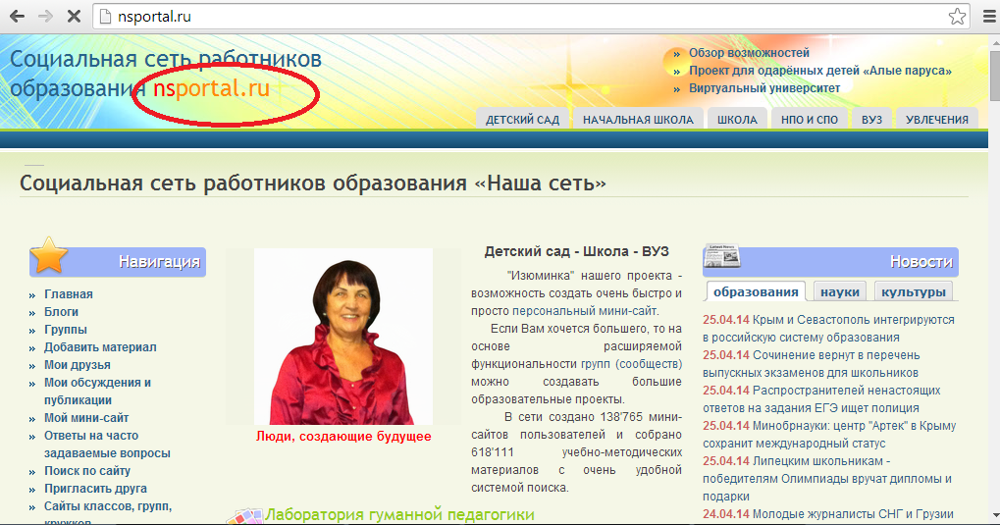 nsportal.ru
Социальная сеть работников
образования nsportal.ru
Обзор возможностей
Проект для одарённых детей «Алые паруса»
Виртуальный университет
ДЕТСКИЙ САД НАЧАЛЬНАЯ ШКОЛА ШКОЛА НПО И СПО ВУЗ УВЛЕЧЕНИЯ
Социальная сеть работников образования «Наша сеть»
Навигация
Главная
Блоги
Группы
Добавить материал
Мои друзья
Мои обсуждения и
публикации
Мой мини-сайт
Ответы на часто
задаваемые вопросы
Поиск по сайту
Пригласить друга
Сайты классов, групп,
кружков
Люди, создающие будущее
Детский сад - Школа - ВУЗ
"Изюминка" нашего проекта -
возможность создать очень быстро и
просто персональный мини-сайт.
Если Вам хочется большего, то на
основе расширяемой
функциональности групп (сообществ)
можно создавать большие
образовательные проекты.
В сети создано 138'765 мини-
сайтов пользователей и собрано
618'111 учебно-методических
материалов с очень удобной
системой поиска.
Лаборатория гуманной педагогики
Новости
образования науки культуры
25.04.14 Крым и Севастополь интегрируются
в российскую систему образования
25.04.14 Сочинение вернут в перечень
выпускных экзаменов для школьников
25.04.14 Распространителей ненастоящих
ответов на задания ЕГЭ ищет полиция
25.04.14 Минобрнауки: центр "Артек" в Крыму
сохранит международный статус
25.04.14 Липецким школьникам -
победителям Олимпиады вручат дипломы и
подарки
24.04.14 Молодые журналисты СНГ и Грузии